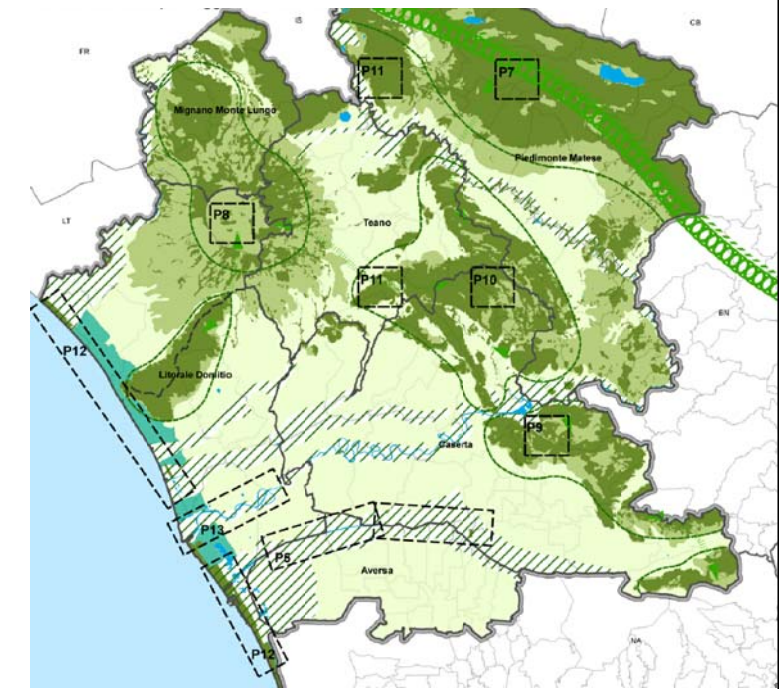 IS
CB
FR
P11
P7
Mignano Monte Lungo
Piedimonte Matese
P8
LT
Teano
P11
P10
BN
P12
Litorale Domitio
P9
Caserta
P13
P5
Aversa
NA
P12